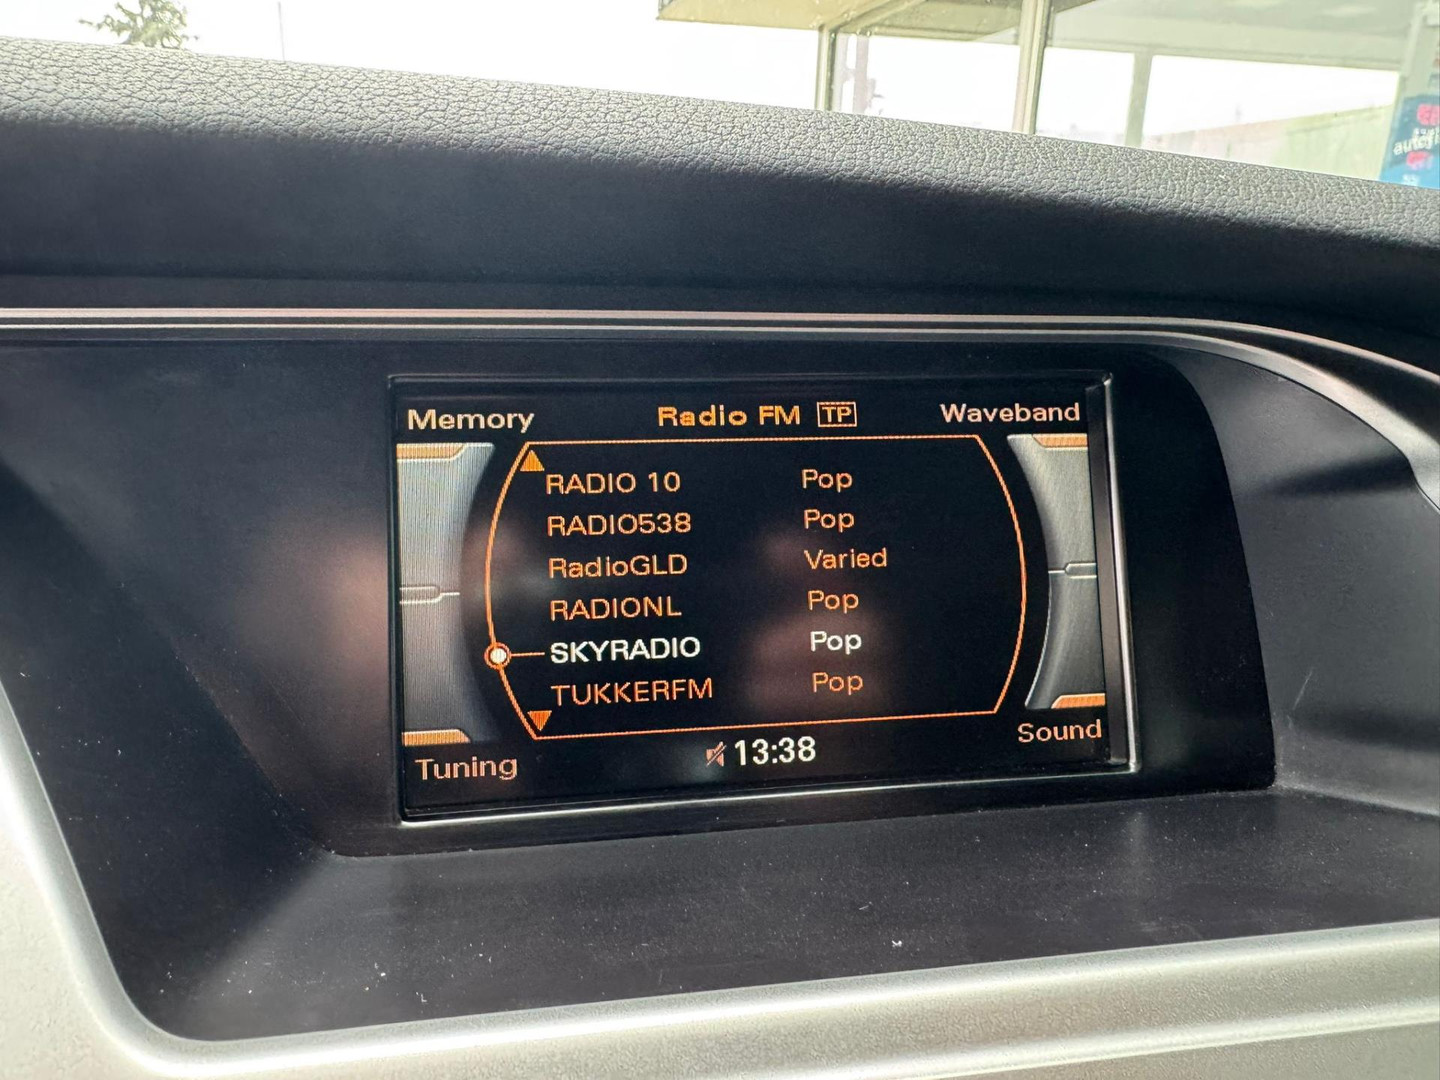 Memory Radio FM TP Waveband
RADIO 10 Pop
RADIO538 Pop
RadioGLD Varied
RADIONL Pop
SKYRADIO Pop
TUKKERFM Pop
Tuning 13:38 Sound